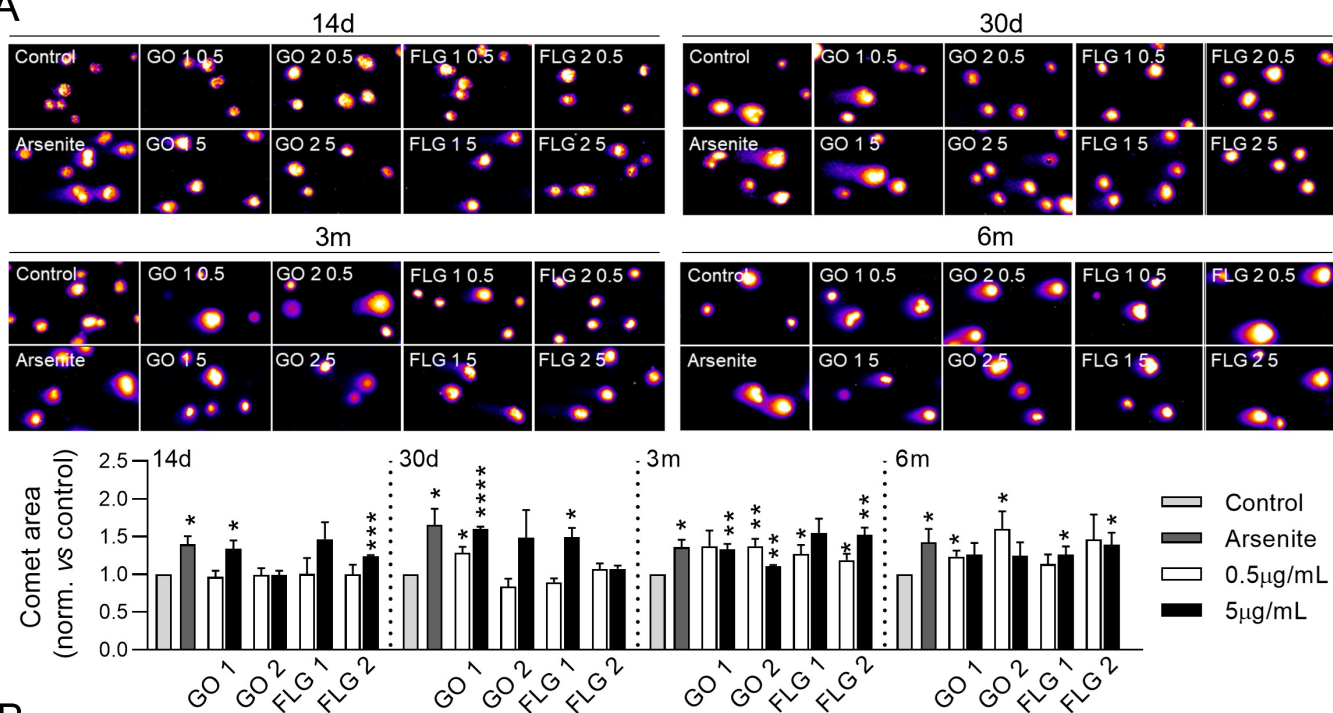 A
14d
30d
Control GO 1 0.5 GO 2 0.5 FLG 1 0.5 FLG 2 0.5
Arsenite GO 1 5 GO 2 5 FLG 1 5 FLG 2 5
Control GO 1 0.5 GO 2 0.5 FLG 1 0.5 FLG 2 0.5
Arsenite GO 1 5 GO 2 5 FLG 1 5 FLG 2 5
3m
6m
Control GO 1 0.5 GO 2 0.5 FLG 1 0.5 FLG 2 0.5
Arsenite GO 1 5 GO 2 5 FLG 1 5 FLG 2 5
Control GO 1 0.5 GO 2 0.5 FLG 1 0.5 FLG 2 0.5
Arsenite GO 1 5 GO 2 5 FLG 1 5 FLG 2 5
Comet area
(norm. vs control)
2.5
2.0
1.5
1.0
0.5
0.0
14d
* * ***
30d
* * **** *
3m
* ** ** ** * * **
6m
* * * * *
GO 1 GO 2 FLG 1 FLG 2
GO 1 GO 2 FLG 1 FLG 2
GO 1 GO 2 FLG 1 FLG 2
GO 1 GO 2 FLG 1 FLG 2
Control
Arsenite
0.5μg/mL
5μg/mL
B